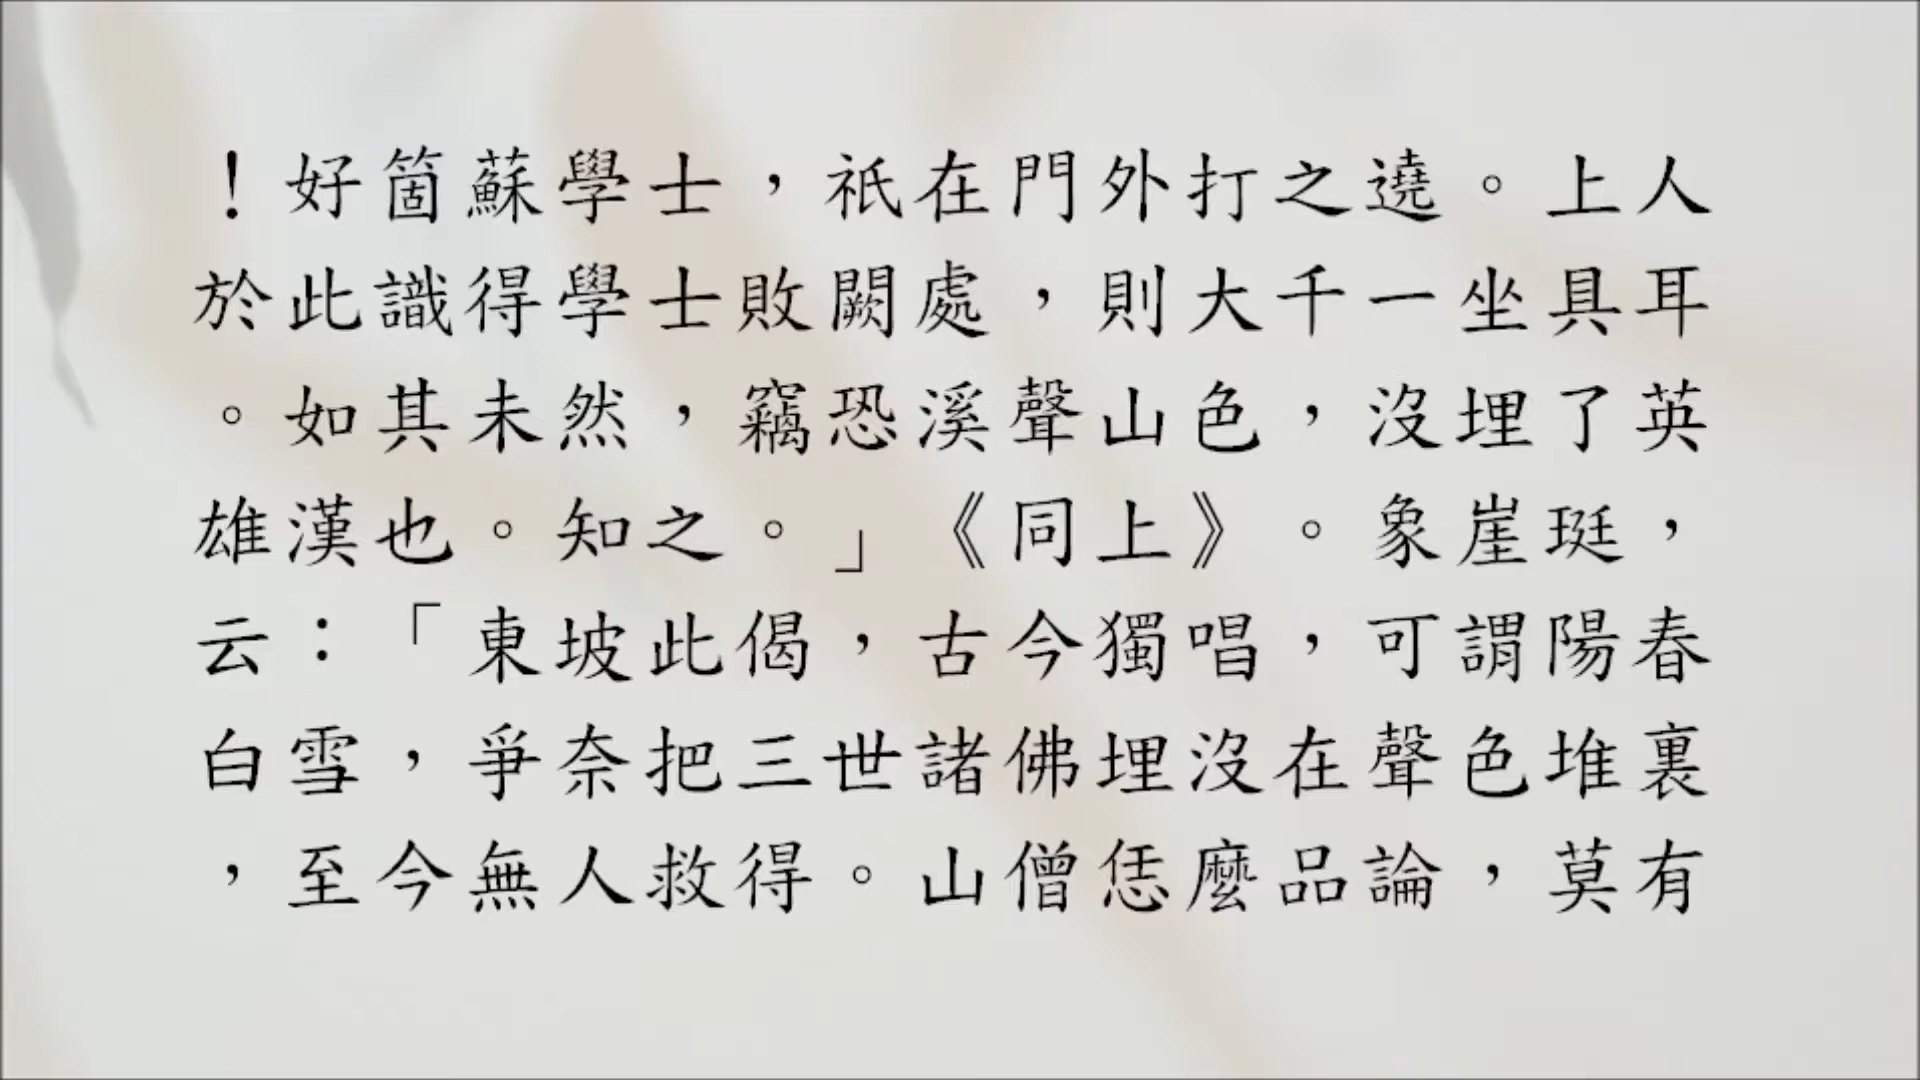 ！好箇蘇學士，祇在門外打之遶。上人
於此識得學士敗闕處，則大千一坐具耳
。如其未然，竊恐溪聲山色，沒埋了英
雄漢也。知之。」《同上》。象崖珽，
云：「東坡此偈，古今獨唱，可謂陽春
白雪，爭奈把三世諸佛埋沒在聲色堆裏
，至今無人救得。山僧恁麼品論，莫有